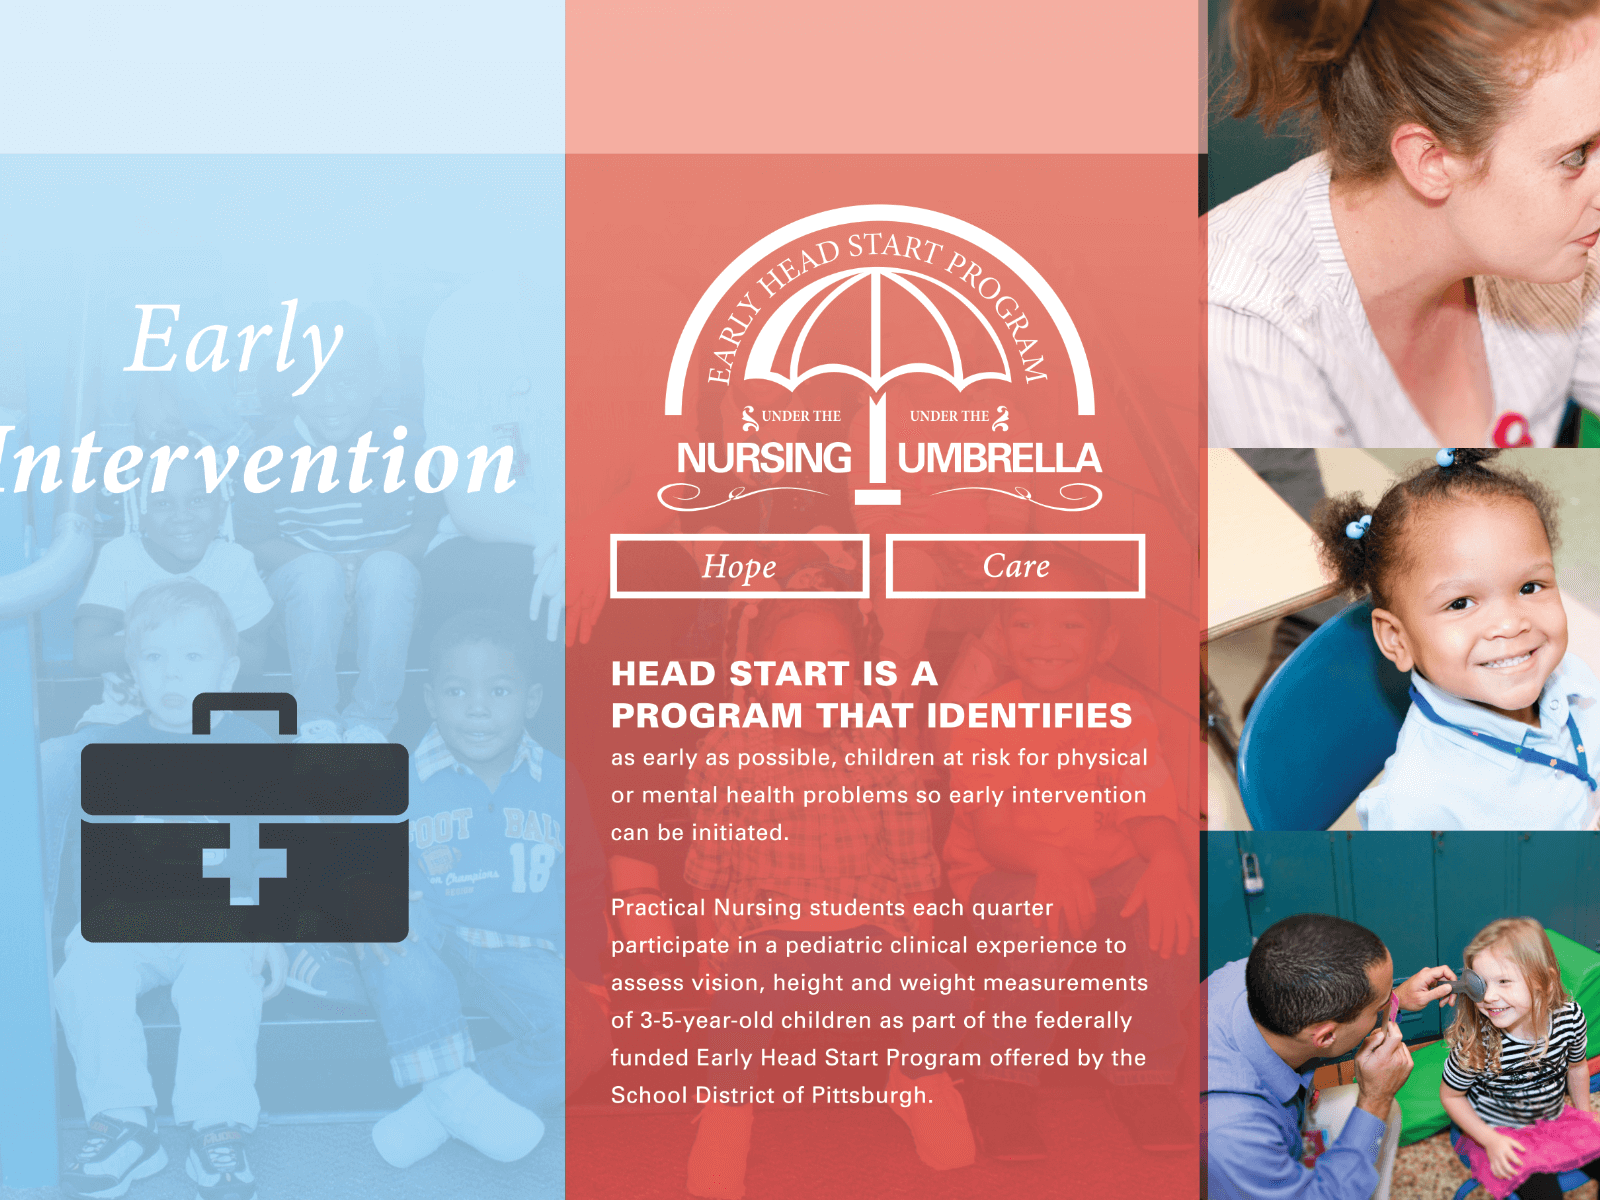 Early
Intervention
EARLY HEAD START PROGRAM
UNDER THE
UNDER THE
NURSING
UMBRELLA
Hope
Care
HEAD START IS A
PROGRAM THAT IDENTIFIES
as early as possible, children at risk for physical
or mental health problems so early intervention
can be initiated.
Practical Nursing students each quarter
participate in a pediatric clinical experience to
assess vision, height and weight measurements
of 3-5-year-old children as part of the federally
funded Early Head Start Program offered by the
School District of Pittsburgh.
FOOT BALL
18
Champions